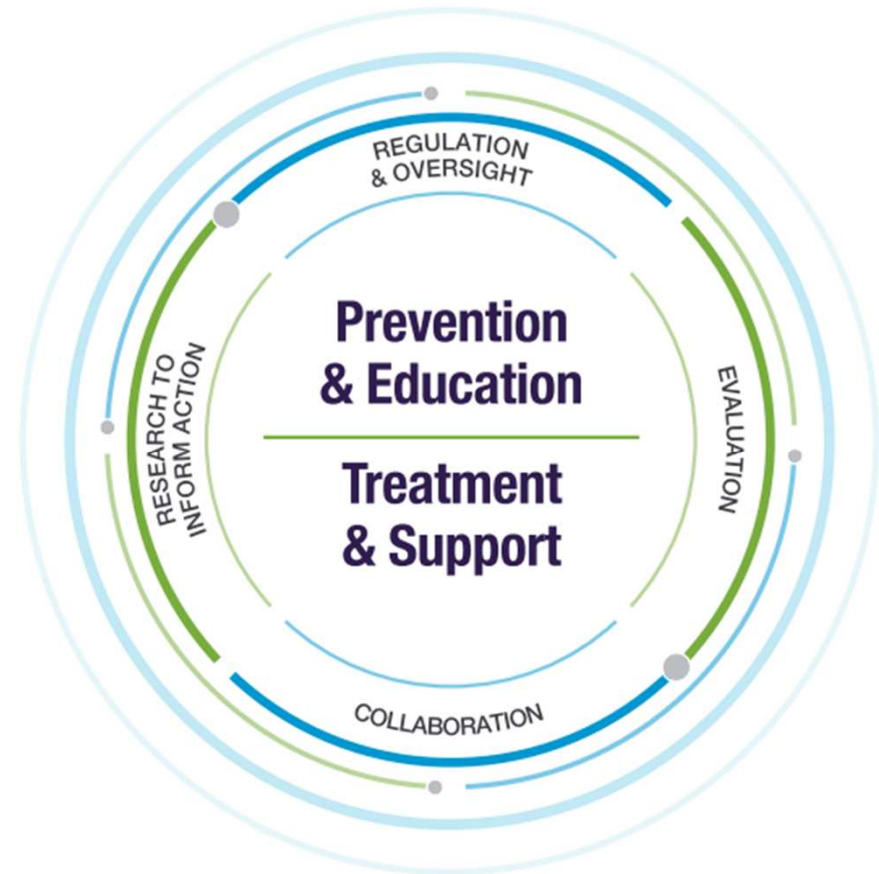 REGULATION
& OVERSIGHT
RESEARCH TO
INFORM ACTION
Prevention
& Education
Treatment
& Support
EVALUATION
COLLABORATION